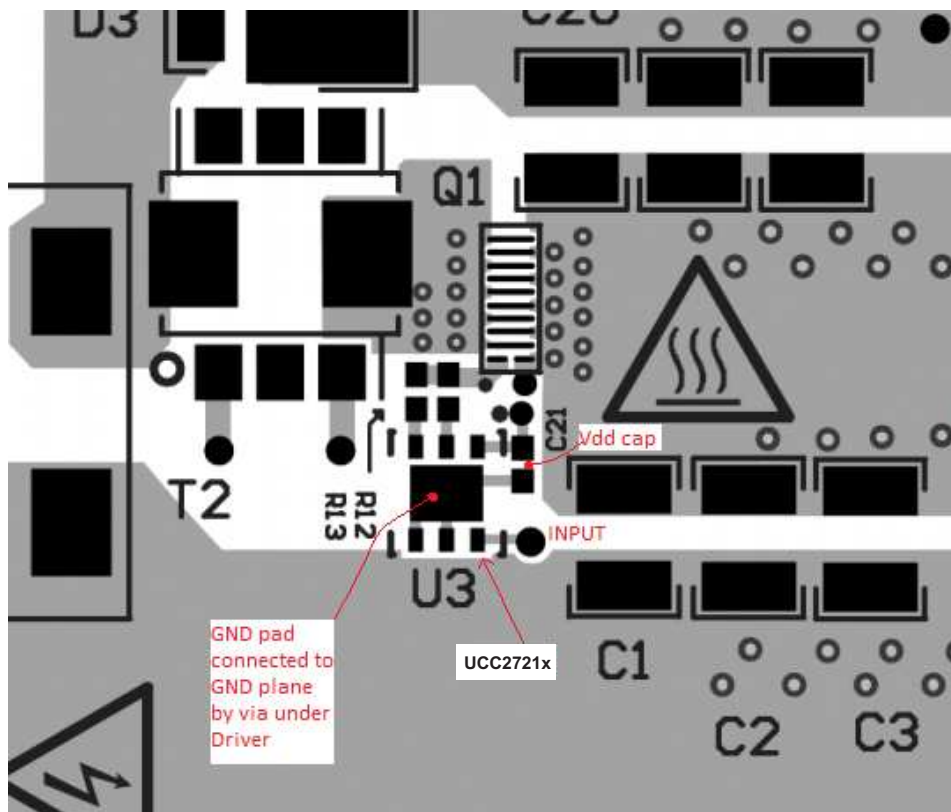 D3
C20
Q1
C21
Vdd cap
T2
R13
R12
INPUT
U3
GND pad
connected to
GND plane
by via under
Driver
UCC2721x
C1
C2
C3